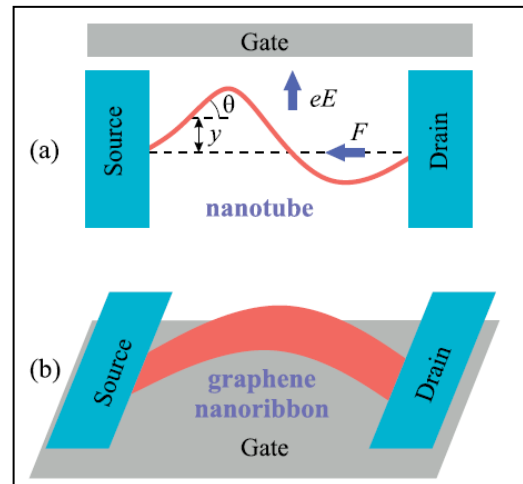 Gate
Source
θ
eE
y
F
Drain
(a)
nanotube
(b)
Source
graphene
nanoribbon
Drain
Gate